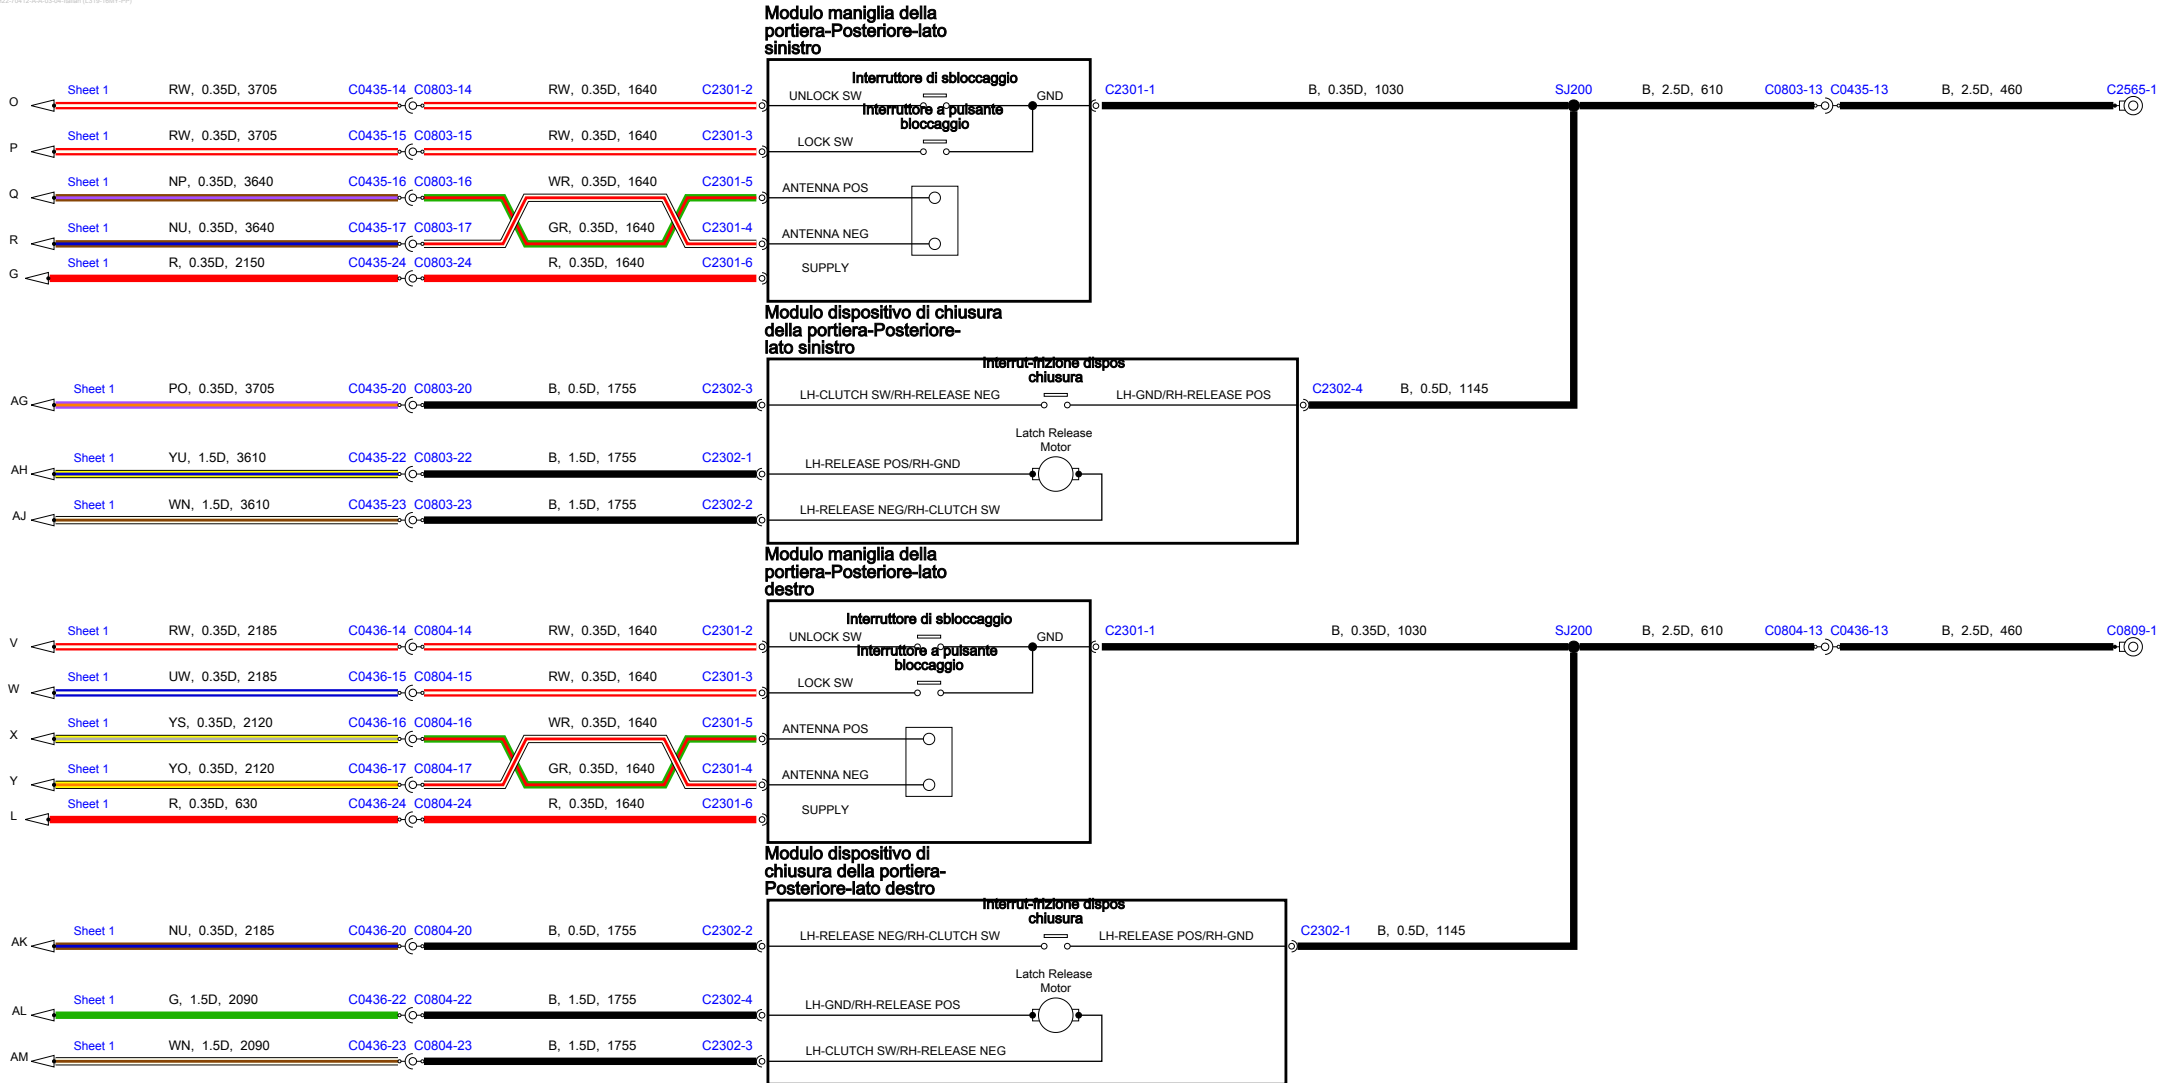 Modulo maniglia della
portiera-Posteriore-lato
sinistro
Interruttore di sbloccaggio
Interruttore a pulsante
bloccaggio
O Sheet 1 RW, 0.35D, 3705 C0435-14 C0803-14 RW, 0.35D, 1640 C2301-2 UNLOCK SW GND C2301-1 B, 0.35D, 1030 SJ200 B, 2.5D, 610 C0803-13 C0435-13 B, 2.5D, 460 C2565-1
P Sheet 1 RW, 0.35D, 3705 C0435-15 C0803-15 RW, 0.35D, 1640 C2301-3 LOCK SW
Q Sheet 1 NP, 0.35D, 3640 C0435-16 C0803-16 WR, 0.35D, 1640 C2301-5 ANTENNA POS
R Sheet 1 NU, 0.35D, 3640 C0435-17 C0803-17 GR, 0.35D, 1640 C2301-4 ANTENNA NEG
G Sheet 1 R, 0.35D, 2150 C0435-24 C0803-24 R, 0.35D, 1640 C2301-6 SUPPLY
Modulo dispositivo di chiusura
della portiera-Posteriore-
lato sinistro
Interrut-frizione dispos
chiusura
AG Sheet 1 PO, 0.35D, 3705 C0435-20 C0803-20 B, 0.5D, 1755 C2302-3 LH-CLUTCH SW/RH-RELEASE NEG LH-GND/RH-RELEASE POS C2302-4 B, 0.5D, 1145
Latch Release
Motor
AH Sheet 1 YU, 1.5D, 3610 C0435-22 C0803-22 B, 1.5D, 1755 C2302-1 LH-RELEASE POS/RH-GND
AJ Sheet 1 WN, 1.5D, 3610 C0435-23 C0803-23 B, 1.5D, 1755 C2302-2 LH-RELEASE NEG/RH-CLUTCH SW
Modulo maniglia della
portiera-Posteriore-lato
destro
Interruttore di sbloccaggio
Interruttore a pulsante
bloccaggio
V Sheet 1 RW, 0.35D, 2185 C0436-14 C0804-14 RW, 0.35D, 1640 C2301-2 UNLOCK SW GND C2301-1 B, 0.35D, 1030 SJ200 B, 2.5D, 610 C0804-13 C0436-13 B, 2.5D, 460 C0809-1
W Sheet 1 UW, 0.35D, 2185 C0436-15 C0804-15 RW, 0.35D, 1640 C2301-3 LOCK SW
X Sheet 1 YS, 0.35D, 2120 C0436-16 C0804-16 WR, 0.35D, 1640 C2301-5 ANTENNA POS
Y Sheet 1 YO, 0.35D, 2120 C0436-17 C0804-17 GR, 0.35D, 1640 C2301-4 ANTENNA NEG
L Sheet 1 R, 0.35D, 630 C0436-24 C0804-24 R, 0.35D, 1640 C2301-6 SUPPLY
Modulo dispositivo di
chiusura della portiera-
Posteriore-lato destro
Interrut-frizione dispos
chiusura
AK Sheet 1 NU, 0.35D, 2185 C0436-20 C0804-20 B, 0.5D, 1755 C2302-2 LH-RELEASE NEG/RH-CLUTCH SW LH-RELEASE POS/RH-GND C2302-1 B, 0.5D, 1145
Latch Release
Motor
AL Sheet 1 G, 1.5D, 2090 C0436-22 C0804-22 B, 1.5D, 1755 C2302-4 LH-GND/RH-RELEASE POS
AM Sheet 1 WN, 1.5D, 2090 C0436-23 C0804-23 B, 1.5D, 1755 C2302-3 LH-CLUTCH SW/RH-RELEASE NEG